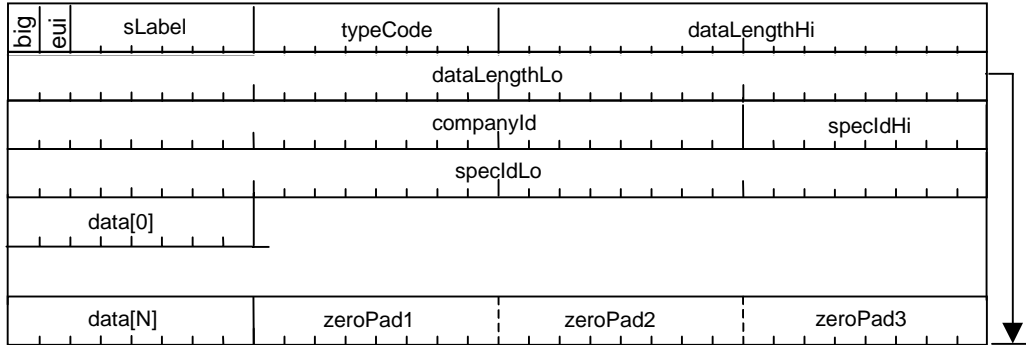 big eui sLabel typeCode dataLengthHi
dataLengthLo
companyId specIdHi
specIdLo
data[0]
data[N] zeroPad1 zeroPad2 zeroPad3